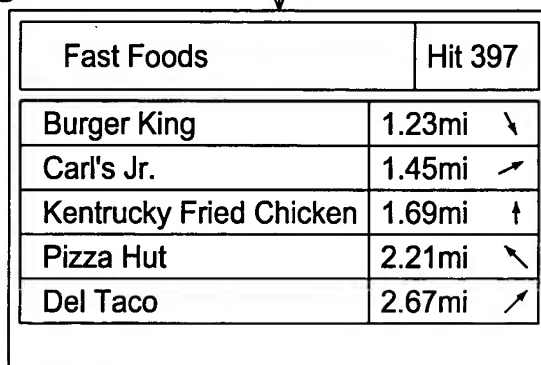 Fast Foods Hit 397
Burger King 1.23mi
Carl's Jr. 1.45mi
Kentrucky Fried Chicken 1.69mi
Pizza Hut 2.21mi
Del Taco 2.67mi